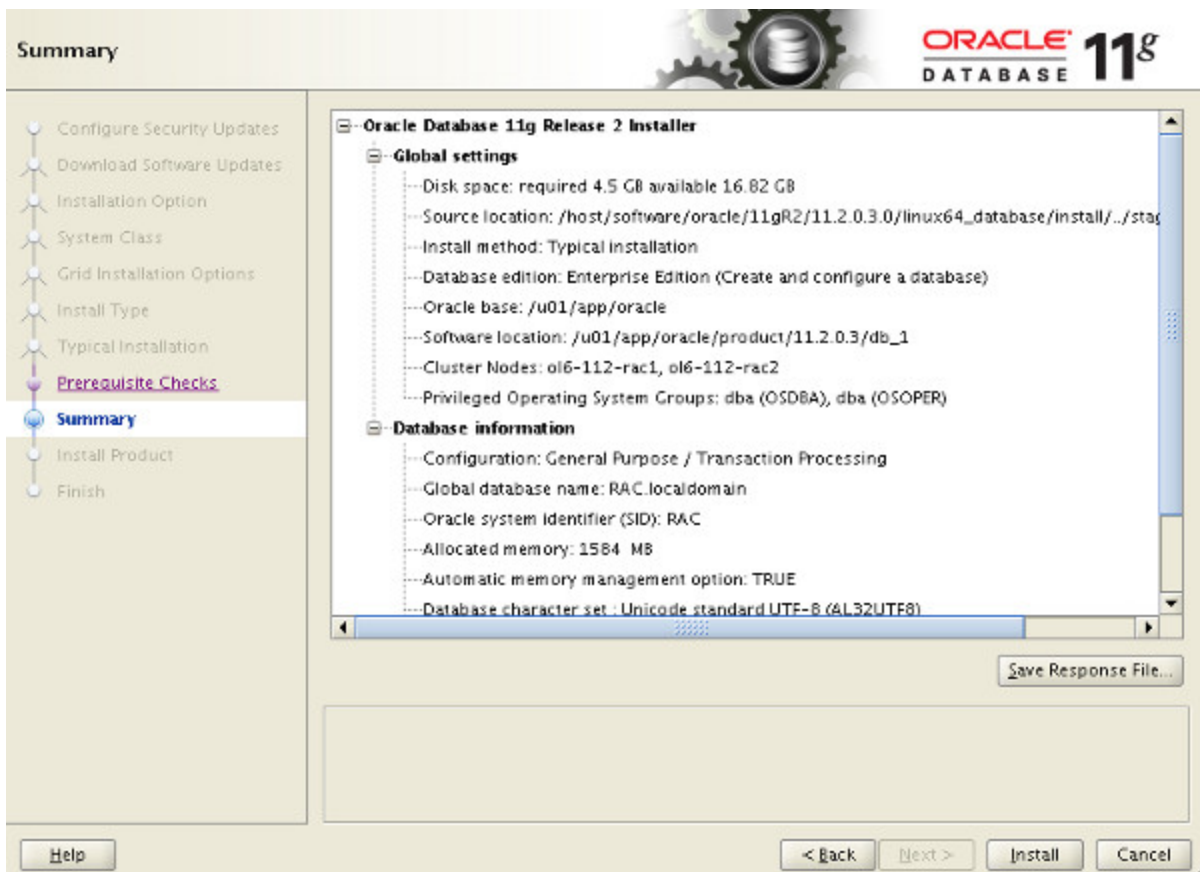 Summary
ORACLE 11g
DATABASE
Configure Security Updates
Download Software Updates
Installation Option
System Class
Grid Installation Options
Install Type
Typical Installation
Prerequisite Checks
Summary
Install Product
Finish
Oracle Database 11g Release 2 Installer
Global settings
Disk space: required 4.5 GB available 16.82 GB
Source location: /host/software/oracle/11gR2/11.2.0.3.0/linux64_database/install/../stag
Install method: Typical installation
Database edition: Enterprise Edition (Create and configure a database)
Oracle base: /u01/app/oracle
Software location: /u01/app/oracle/product/11.2.0.3/db_1
Cluster Nodes: ol6-112-rac1, ol6-112-rac2
Privileged Operating System Groups: dba (OSDBA), dba (OSOPER)
Database information
Configuration: General Purpose / Transaction Processing
Global database name: RAC.localdomain
Oracle system identifier (SID): RAC
Allocated memory: 1584 MB
Automatic memory management option: TRUE
Database character set : Unicode standard UTF-8 (AL32UTF8)
Save Response File...
Help
< Back
Next >
Install
Cancel